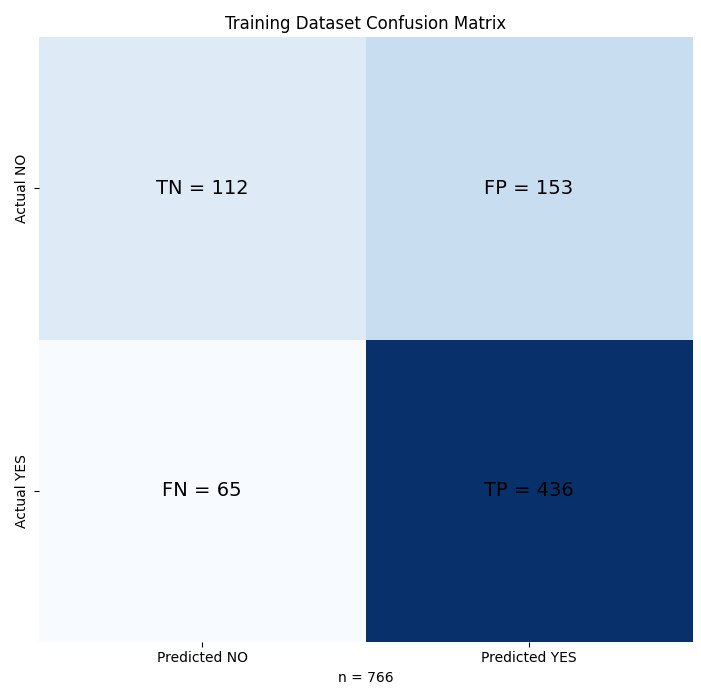 Training Dataset Confusion Matrix
Actual NO
TN = 112
FP = 153
Actual YES
FN = 65
TP = 436
Predicted NO
Predicted YES
n = 766